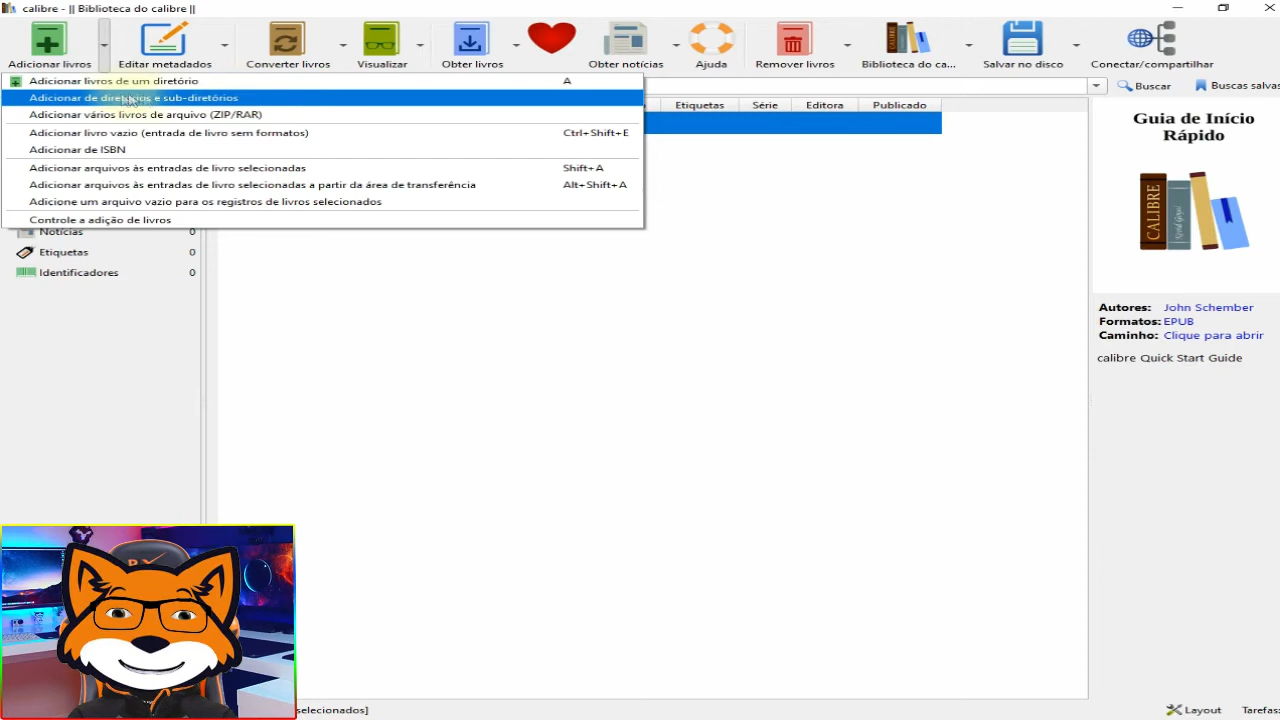 calibre - || Biblioteca do calibre ||
Adicionar livros
Editar metadados
Converter livros
Visualizar
Obter livros
Obter notícias
Ajuda
Remover livros
Biblioteca do ca...
Salvar no disco
Conectar/compartilhar
Adicionar livros de um diretório A
Adicionar de diretórios e sub-diretórios
Adicionar vários livros de arquivo (ZIP/RAR)
Adicionar livro vazio (entrada de livro sem formatos) Ctrl+Shift+E
Adicionar de ISBN
Adicionar arquivos às entradas de livro selecionadas Shift+A
Adicionar arquivos às entradas de livro selecionadas a partir da área de transferência Alt+Shift+A
Adicione um arquivo vazio para os registros de livros selecionados
Controle a adição de livros
Buscar
Buscas salvas
Etiquetas Série Editora Publicado
Notícias 0
Etiquetas 0
Identificadores 0
Guia de Início
Rápido
CALIBRE
Autores: John Schember
Formatos: EPUB
Caminho: Clique para abrir
calibre Quick Start Guide
selecionados]
Layout
Tarefas: